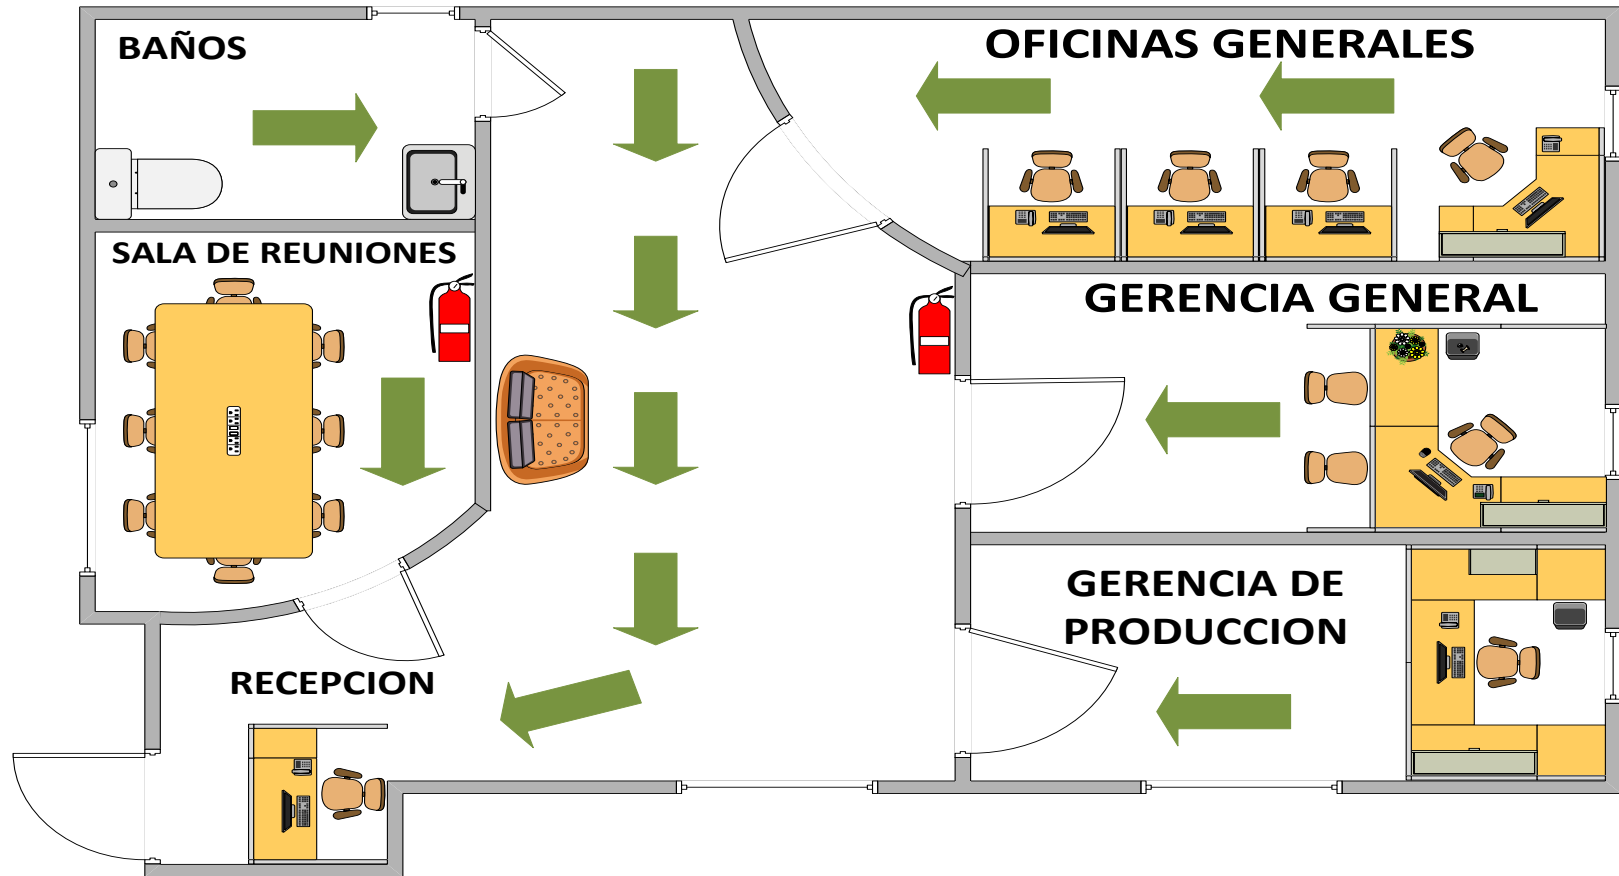 BAÑOS
OFICINAS GENERALES
SALA DE REUNIONES
GERENCIA GENERAL
GERENCIA DE
PRODUCCION
RECEPCION